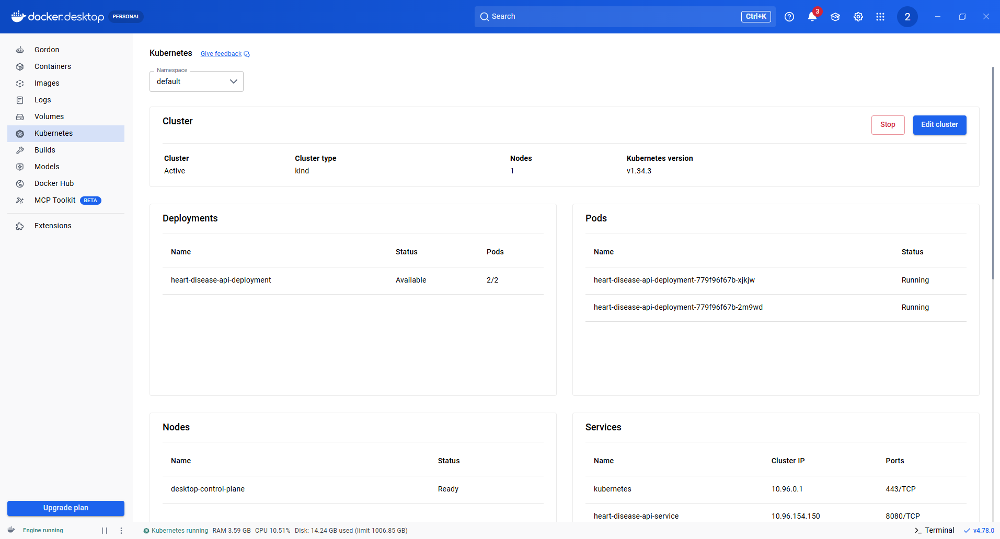 docker.desktop PERSONAL
Search Ctrl+K 3 2
Gordon
Containers
Images
Logs
Volumes
Kubernetes
Builds
Models
Docker Hub
MCP Toolkit BETA
Extensions
Upgrade plan
Kubernetes Give feedback
Namespace
default
Cluster
Stop Edit cluster
Cluster Cluster type Nodes Kubernetes version
Active kind 1 v1.34.3
Deployments
Name Status Pods
heart-disease-api-deployment Available 2/2
Pods
Name Status
heart-disease-api-deployment-779f96f67b-xjkjw Running
heart-disease-api-deployment-779f96f67b-2m9wd Running
Nodes
Name Status
desktop-control-plane Ready
Services
Name Cluster IP Ports
kubernetes 10.96.0.1 443/TCP
heart-disease-api-service 10.96.154.150 8080/TCP
Engine running Kubernetes running RAM 3.59 GB CPU 10.51% Disk: 14.24 GB used (limit 1006.85 GB) Terminal v4.78.0